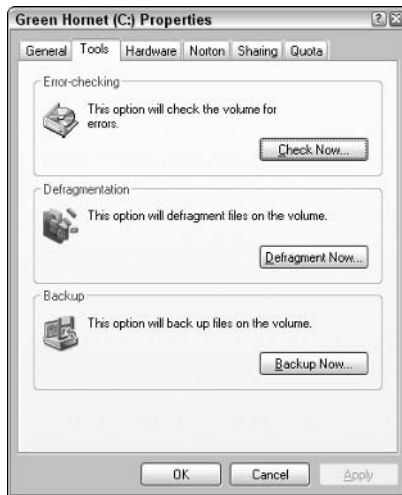 Green Hornet (C:) Properties
General Tools Hardware Norton Sharing Quota
Error-checking
This option will check the volume for
errors.
Check Now...
Defragmentation
This option will defragment files on the volume.
Defragment Now...
Backup
This option will back up files on the volume.
Backup Now...
OK Cancel Apply